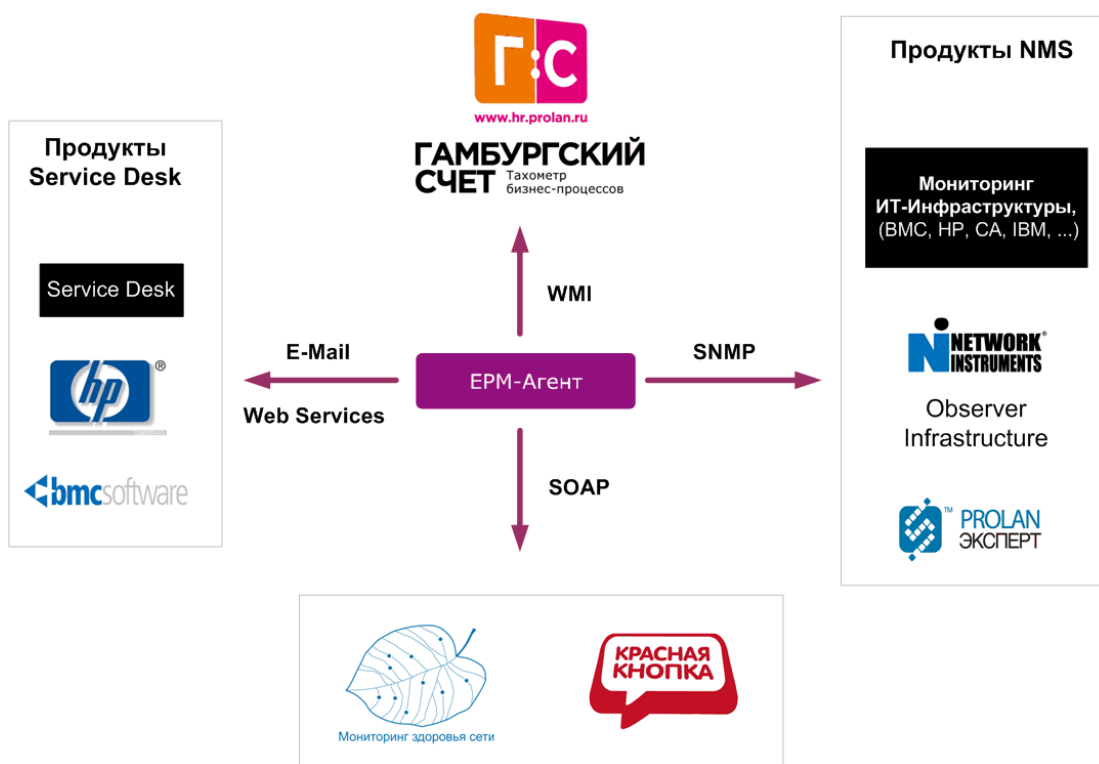 Г:С
www.hr.prolan.ru
ГАМБУРГСКИЙ
СЧЕТ
Тахометр
бизнес-процессов
Продукты
Service Desk
Service Desk
hp®
bmcsoftware
E-Mail
Web Services
WMI
EPM-Агент
SNMP
SOAP
Продукты NMS
Мониторинг
ИТ-Инфраструктуры,
(BMC, HP, CA, IBM, ...)
NETWORK®
INSTRUMENTS
Observer
Infrastructure
PROLAN
ЭКСПЕРТ
Мониторинг здоровья сети
КРАСНАЯ
КНОПКА